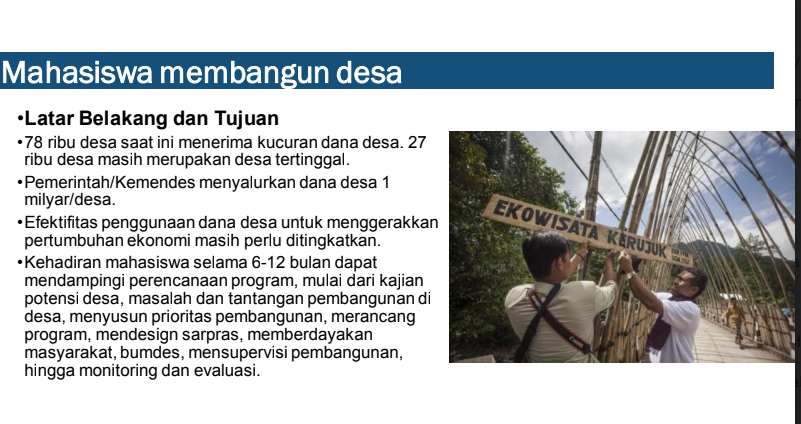 Mahasiswa membangun desa
•Latar Belakang dan Tujuan
•78 ribu desa saat ini menerima kucuran dana desa. 27
ribu desa masih merupakan desa tertinggal.
•Pemerintah/Kemendes menyalurkan dana desa 1
milyar/desa.
•Efektifitas penggunaan dana desa untuk menggerakkan
pertumbuhan ekonomi masih perlu ditingkatkan.
•Kehadiran mahasiswa selama 6-12 bulan dapat
mendampingi perencanaan program, mulai dari kajian
potensi desa, masalah dan tantangan pembangunan di
desa, menyusun prioritas pembangunan, merancang
program, mendesign sarpras, memberdayakan
masyarakat, bumdes, mensupervisi pembangunan,
hingga monitoring dan evaluasi.
EKOWISATA KERUJUK